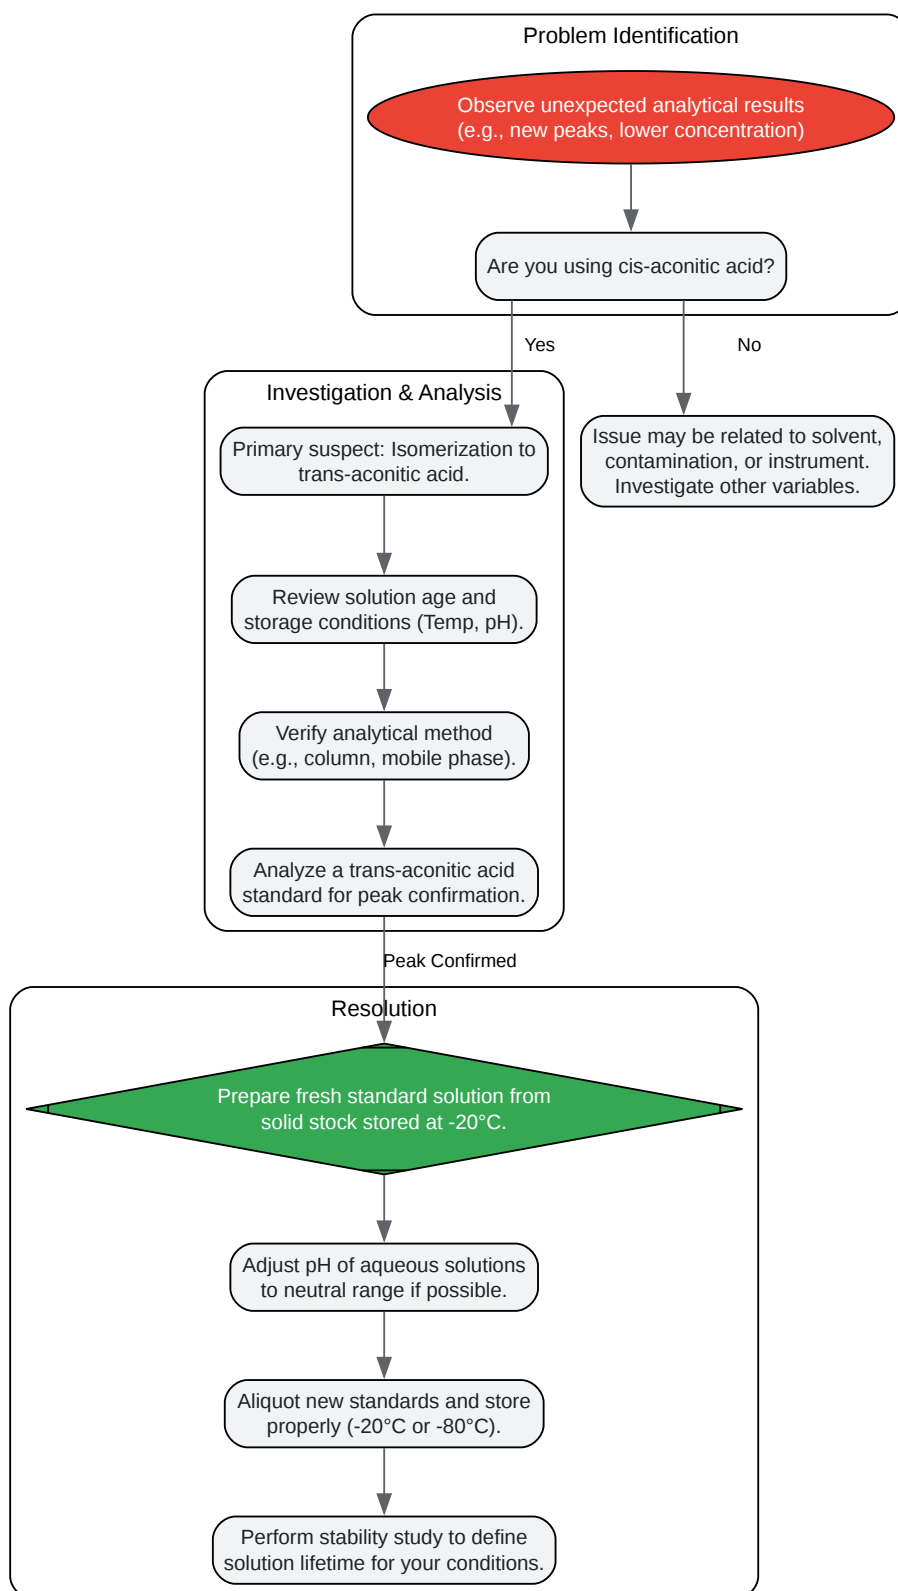 Problem Identification
Observe unexpected analytical results
(e.g., new peaks, lower concentration)
Are you using cis-aconitic acid?
Yes
No
Investigation & Analysis
Primary suspect: Isomerization to
trans-aconitic acid.
Issue may be related to solvent,
contamination, or instrument.
Investigate other variables.
Review solution age and
storage conditions (Temp, pH).
Verify analytical method
(e.g., column, mobile phase).
Analyze a trans-aconitic acid
standard for peak confirmation.
Peak Confirmed
Resolution
Prepare fresh standard solution from
solid stock stored at -20°C.
Adjust pH of aqueous solutions
to neutral range if possible.
Aliquot new standards and store
properly (-20°C or -80°C).
Perform stability study to define
solution lifetime for your conditions.